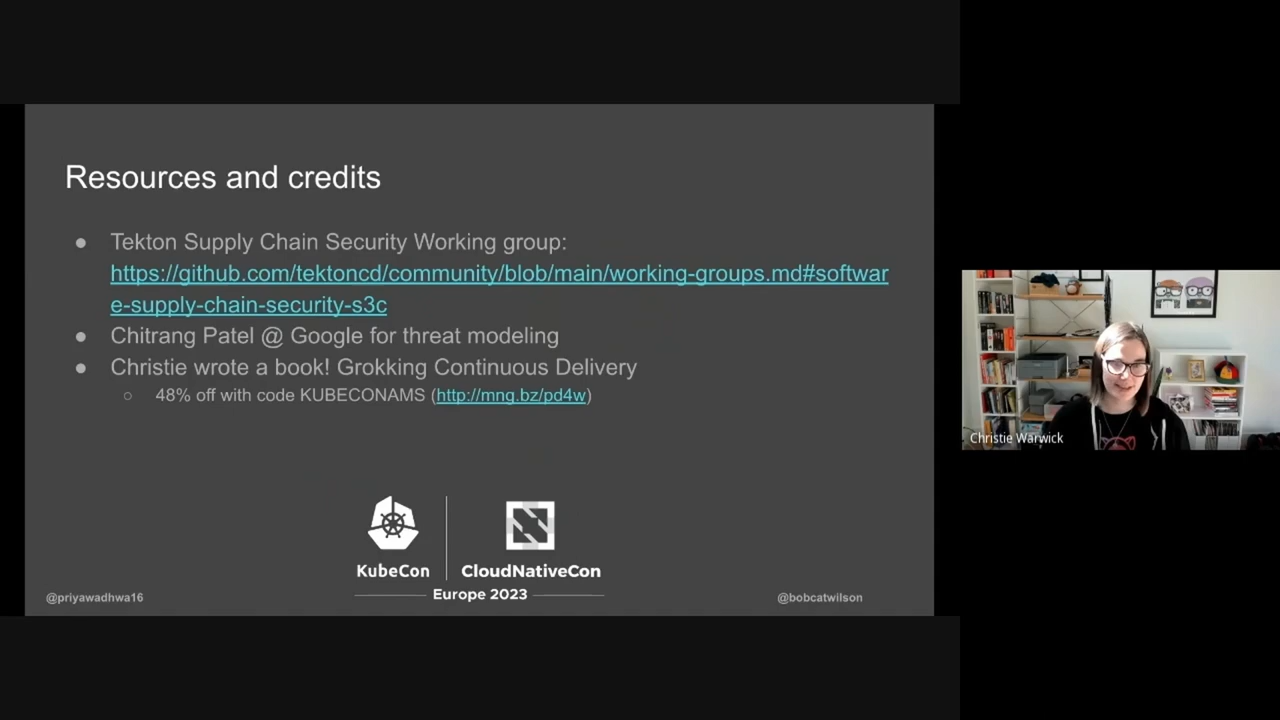 Resources and credits
● Tekton Supply Chain Security Working group:
https://github.com/tektoncd/community/blob/main/working-groups.md#softwar
e-supply-chain-security-s3c
● Chitrang Patel @ Google for threat modeling
● Christie wrote a book! Grokking Continuous Delivery
○ 48% off with code KUBECONAMS (http://mng.bz/pd4w)
KubeCon
CloudNativeCon
Europe 2023
@priyawadhwa16
@bobcatwilson
Christie Warwick